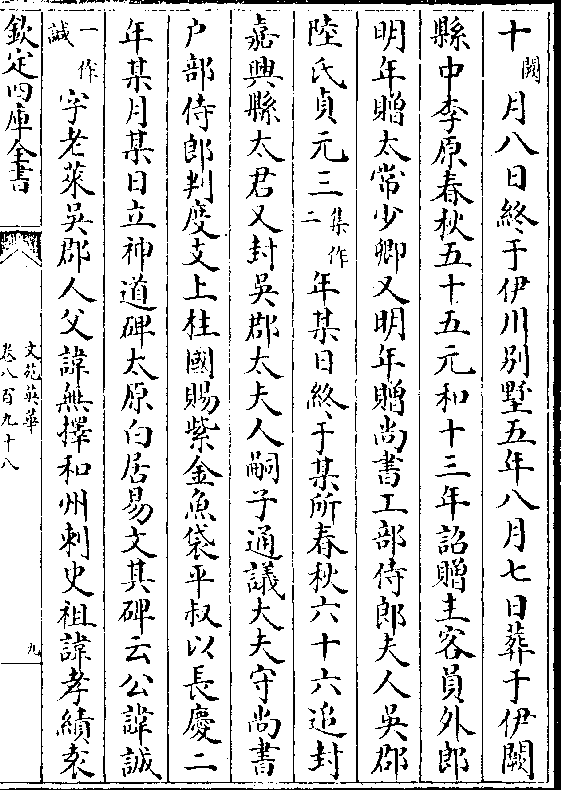 十闕月八日終于伊川别墅五年八月七日葬于伊闕
縣中李原春秋五十五元和十三年詔贈主客員外郎
明年贈太常少卿又明年贈尚書工部侍郎夫人吳郡
陸氏貞元三集作二年某日終于某所春秋六十六追封
嘉興縣太君又封吳郡太夫人嗣子通議大夫守尚書
户部侍郎判度支上柱國賜紫金魚袋平叔以長慶二
年某月某日立神道碑太原白居易文其碑云公諱誠
一作誠字老萊吳郡人父諱無擇和州刺史祖諱孝績袁
欽定四庫全書
文苑英華
卷八百九十八
九